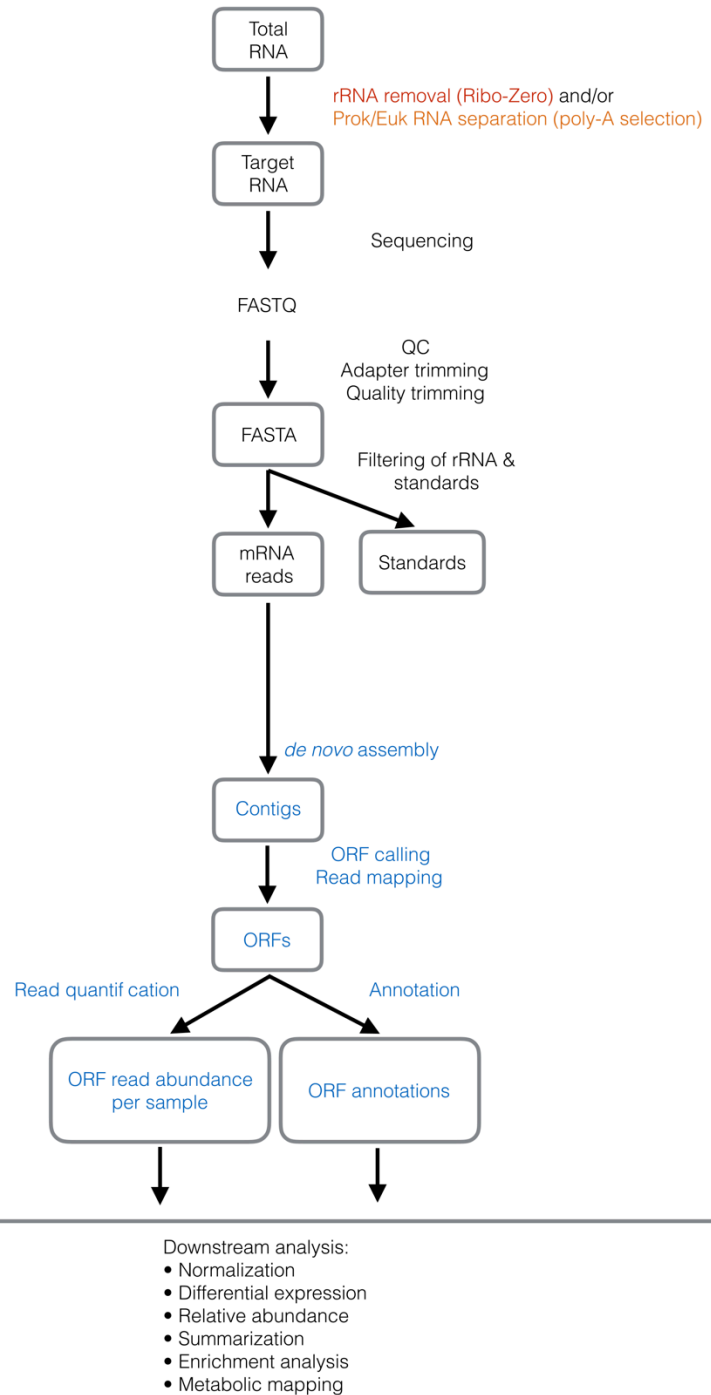 Total
RNA
rRNA removal (Ribo-Zero) and/or
Prok/Euk RNA separation (poly-A selection)
Target
RNA
Sequencing
FASTQ
QC
Adapter trimming
Quality trimming
FASTA
Filtering of rRNA &
standards
mRNA
reads
Standards
de novo assembly
Contigs
ORF calling
Read mapping
ORFs
Read quantif cation
Annotation
ORF read abundance
per sample
ORF annotations
Downstream analysis:
• Normalization
• Differential expression
• Relative abundance
• Summarization
• Enrichment analysis
• Metabolic mapping